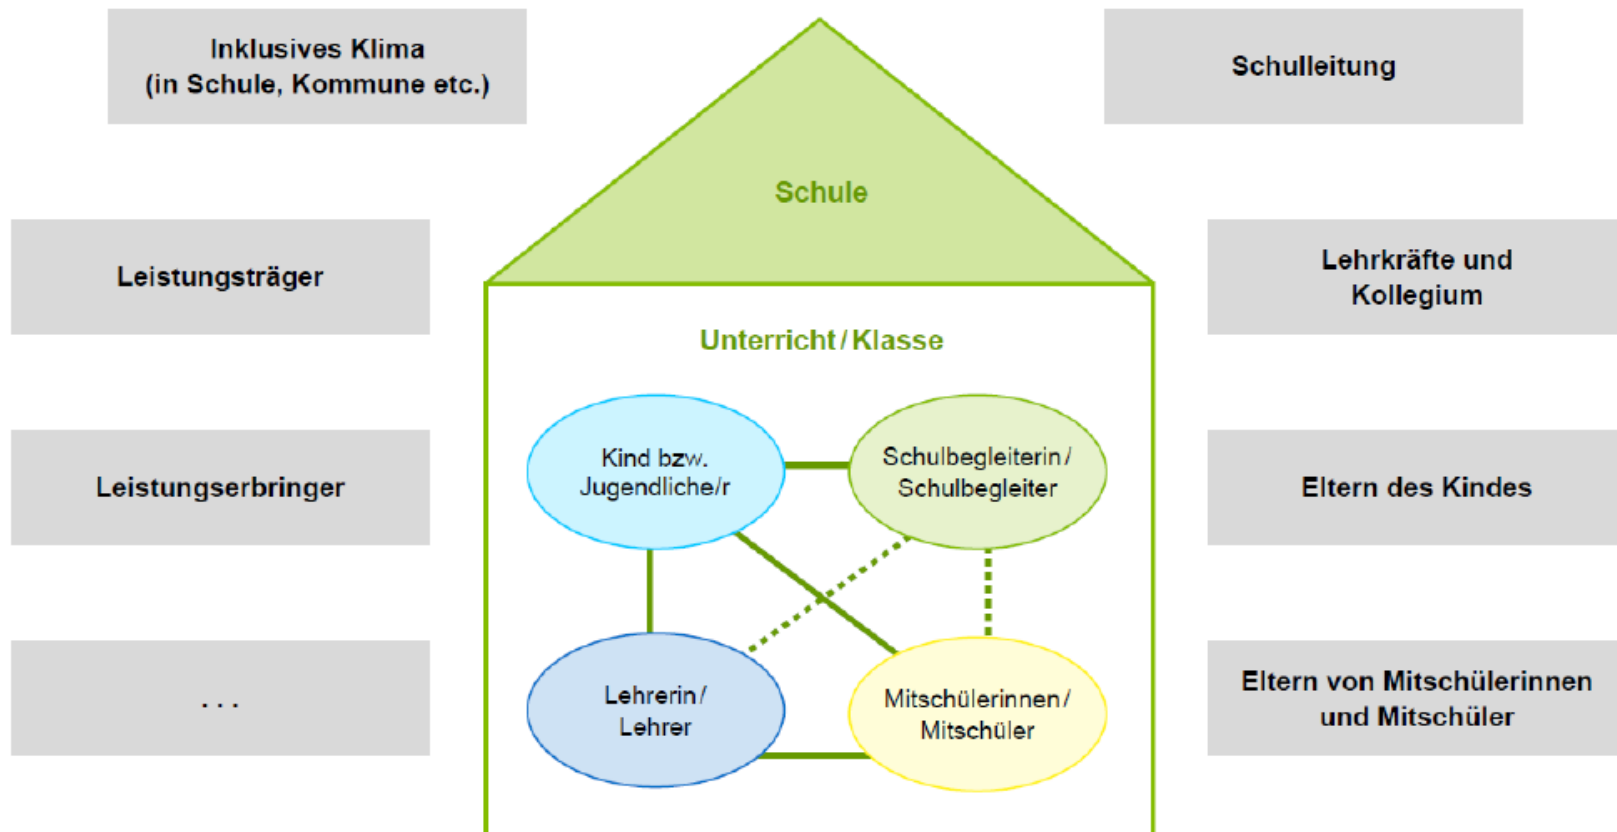 Inklusives Klima
(in Schule, Kommune etc.)
Schulleitung
Schule
Leistungsträger
Lehrkräfte und
Kollegium
Unterricht/Klasse
Kind bzw.
Jugendliche/r
Schulbegleiterin/
Schulbegleiter
Leistungserbringer
Eltern des Kindes
. . .
Lehrerin/
Lehrer
Mitschülerinnen/
Mitschüler
Eltern von Mitschülerinnen
und Mitschüler